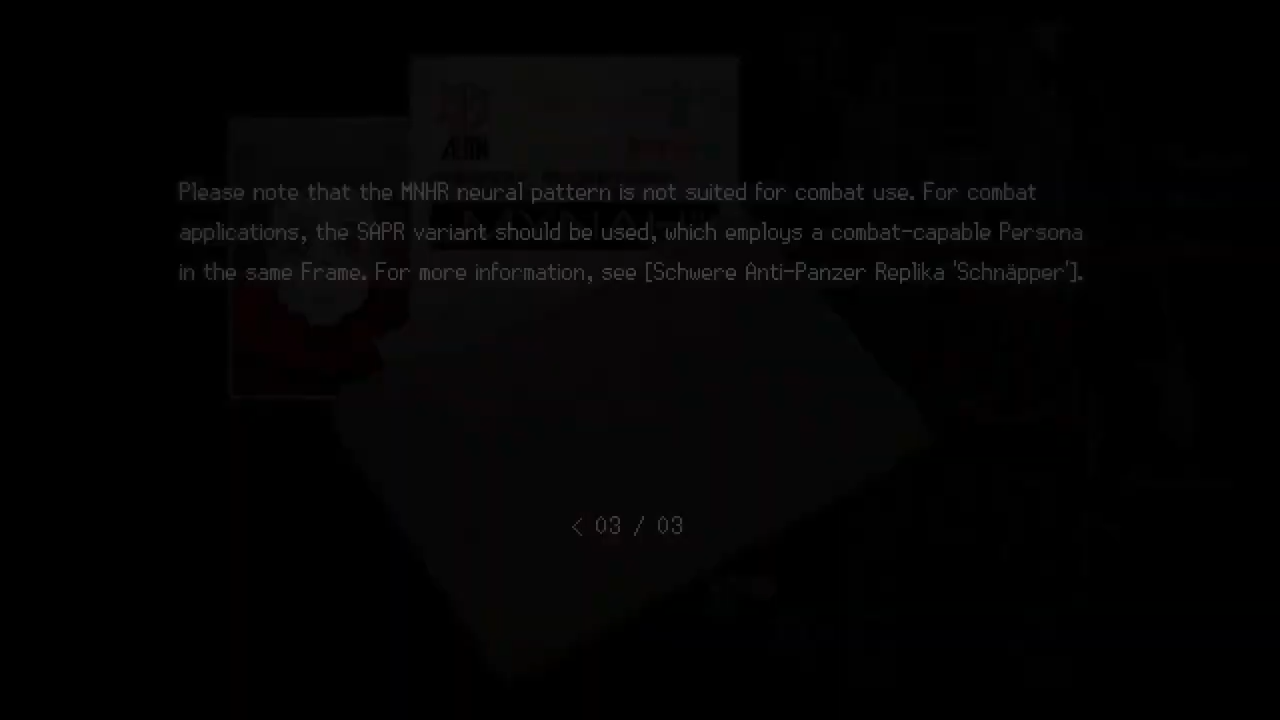 Please note that the MNHR neural pattern is not suited for combat use. For combat
applications, the SAPR variant should be used, which employs a combat-capable Persona
in the same Frame. For more information, see [Schwere Anti-Panzer Replika 'Schnäpper'].
< 03 / 03